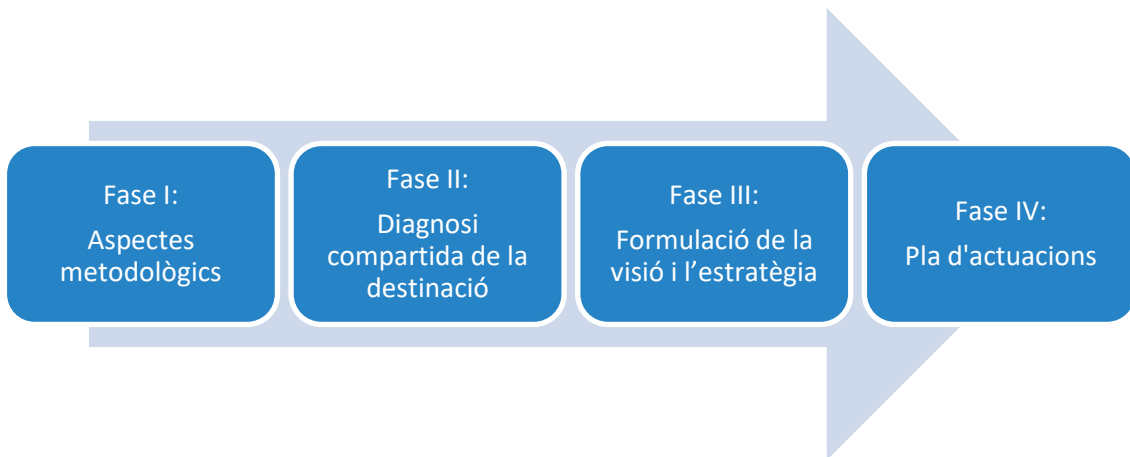 Fase I:
Aspectes
metodològics
Fase II:
Diagnosi
compartida de la
destinació
Fase III:
Formulació de la
visió i l’estratègia
Fase IV:
Pla d'actuacions